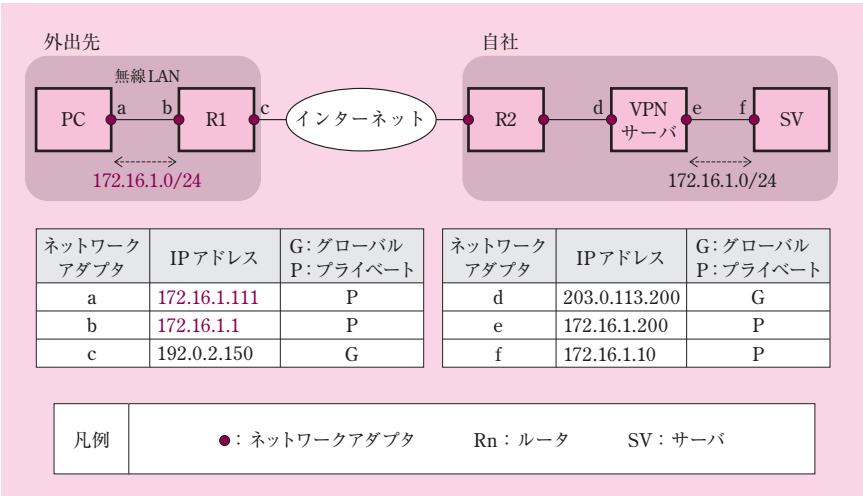 外出先
自社
無線LAN
PC
a
b
R1
c
インターネット
R2
d
VPN
サーバ
e
f
SV
172.16.1.0/24
172.16.1.0/24
ネットワーク
アダプタ
IPアドレス
G:グローバル
P:プライベート
a
172.16.1.111
P
b
172.16.1.1
P
c
192.0.2.150
G
ネットワーク
アダプタ
IPアドレス
G:グローバル
P:プライベート
d
203.0.113.200
G
e
172.16.1.200
P
f
172.16.1.10
P
凡例
:ネットワークアダプタ Rn:ルータ SV:サーバ